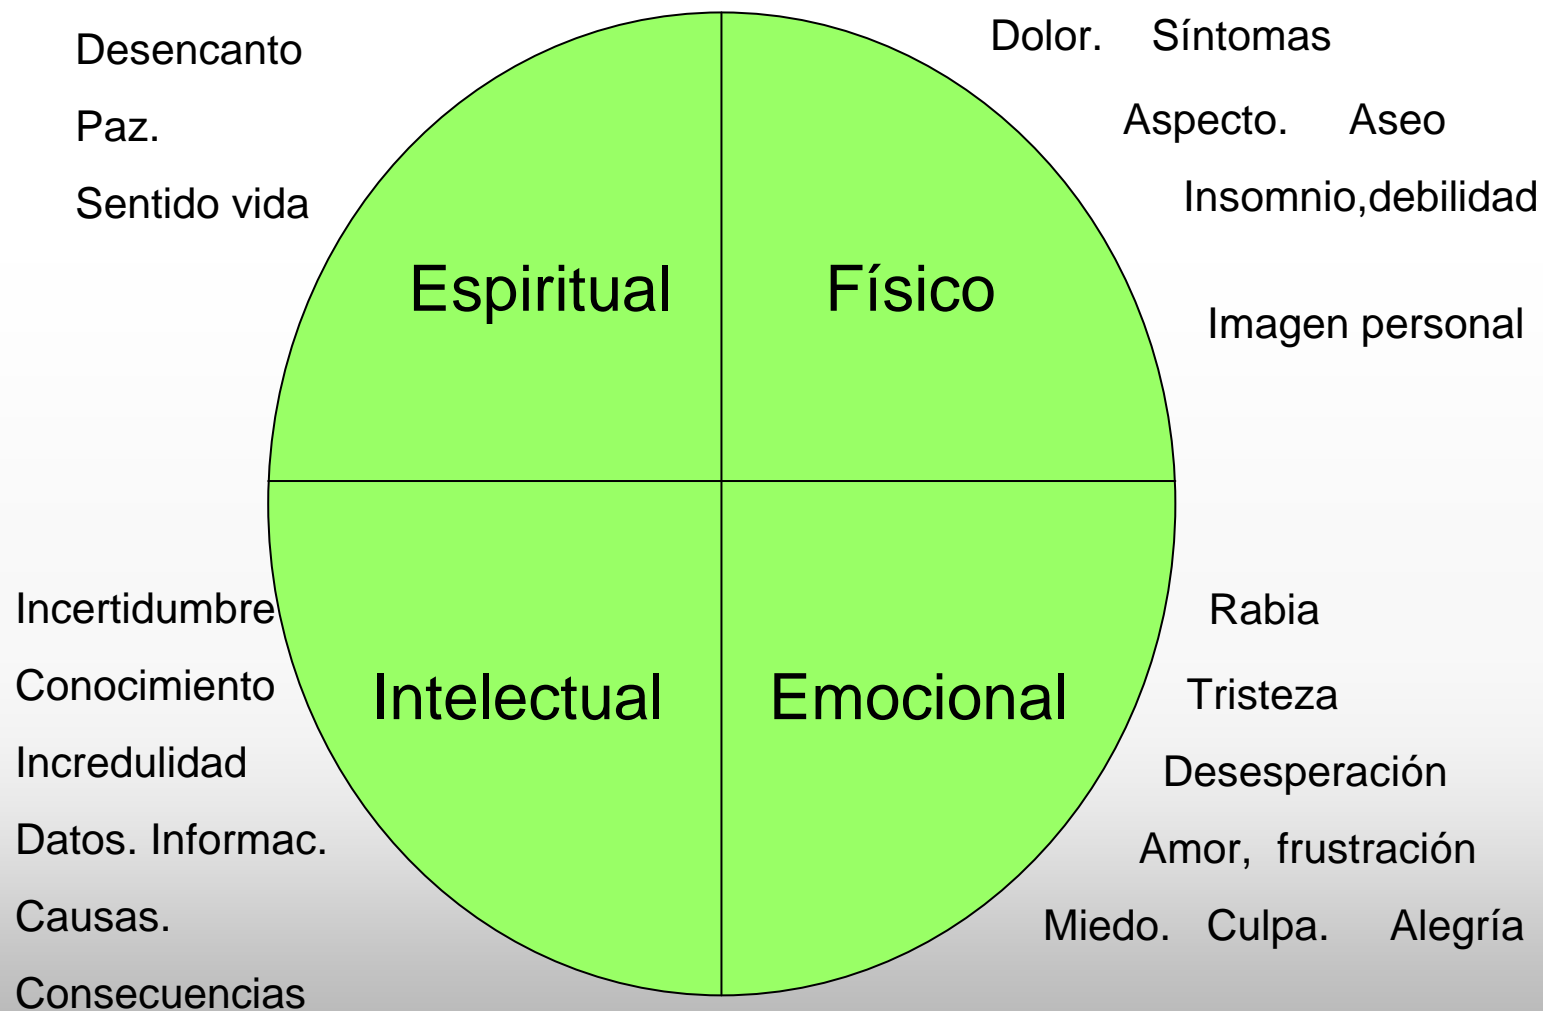 Desencanto
Paz.
Sentido vida
Dolor. Síntomas
Aspecto. Aseo
Insomnio,debilidad
Imagen personal
Espiritual
Físico
Intelectual
Emocional
Incertidumbre
Conocimiento
Incredulidad
Datos. Informac.
Causas.
Consecuencias
Rabia
Tristeza
Desesperación
Amor, frustración
Miedo. Culpa. Alegría